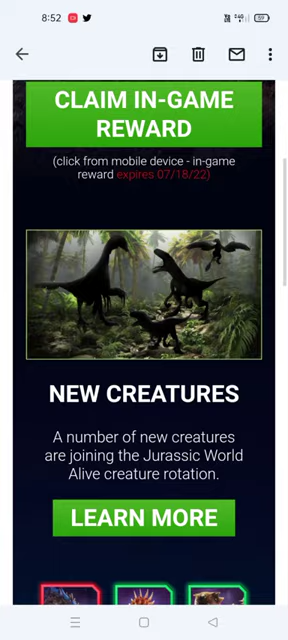 8:52
59
CLAIM IN-GAME
REWARD
(click from mobile device - in-game
reward expires 07/18/22)
NEW CREATURES
A number of new creatures
are joining the Jurassic World
Alive creature rotation.
LEARN MORE